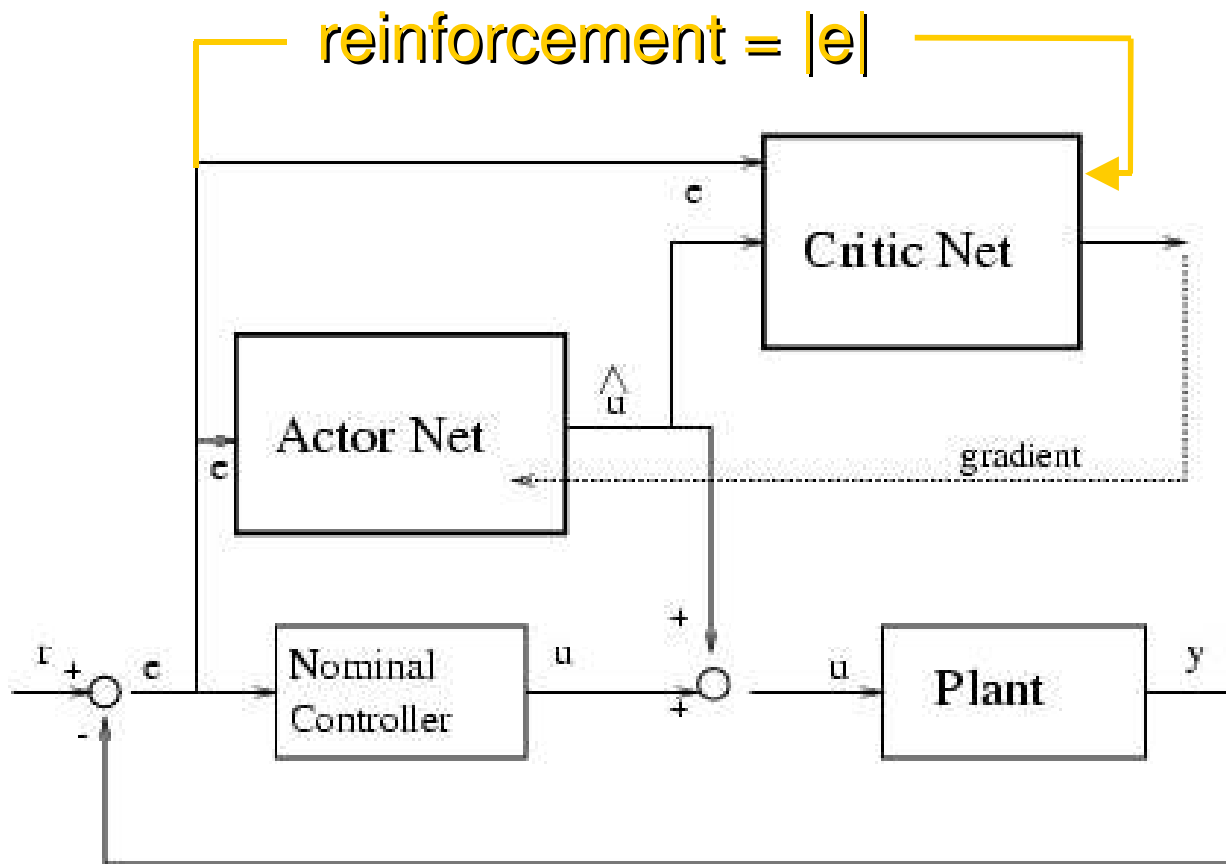 reinforcement = |e|
e
Critic Net
^
u
Actor Net
e
gradient
+
r
+
e
-
Nominal
Controller
u
+
u
Plant
y